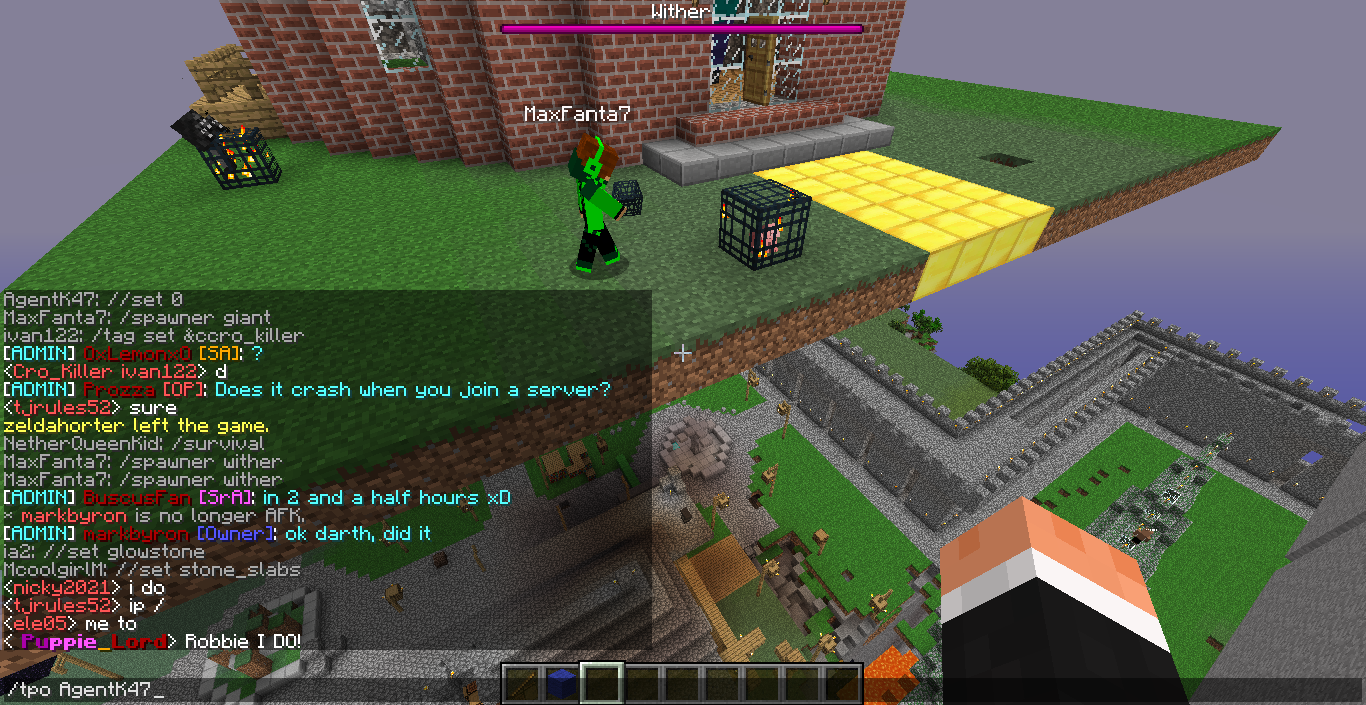 Wither
MaxFanta7
AgentK47: //set 0
MaxFanta7: /spawner giant
ivan122: /tag set &ccro_killer
[ADMIN] 0xLemonx0 [SA]: ?
<Cro_Killer ivan122> d
[ADMIN] Prozza [OP]: Does it crash when you join a server?
<tjrules52> sure
zeldahorter left the game.
NetherQueenKid: /survival
MaxFanta7: /spawner wither
MaxFanta7: /spawner wither
[ADMIN] BuscusFan [SrA]: in 2 and a half hours xD
* markbyron is no longer AFK.
[ADMIN] markbyron [Owner]: ok darth, did it
ia2: //set glowstone
McoolgirlM: //set stone_slabs
<nicky2021> i do
<tjrules52> ip /
<ele05> me to
< Puppie_Lord> Robbie I DO!
/tpo AgentK47_